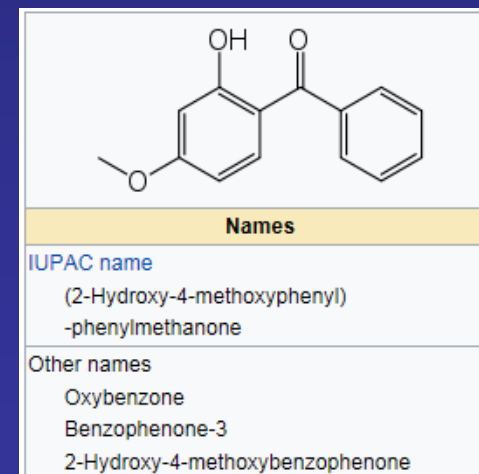 OH O
O
Names
IUPAC name
(2-Hydroxy-4-methoxyphenyl)
-phenylmethanone
Other names
Oxybenzone
Benzophenone-3
2-Hydroxy-4-methoxybenzophenone